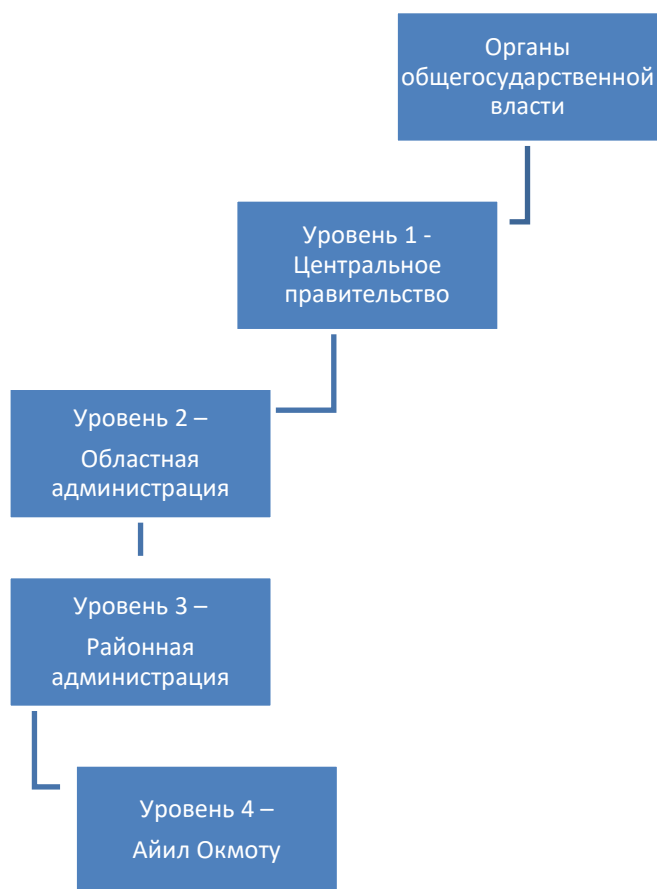 Органы
общегосударственной
власти
Уровень 1 -
Центральное
правительство
Уровень 2 –
Областная
администрация
Уровень 3 –
Районная
администрация
Уровень 4 –
Айил Окмоту